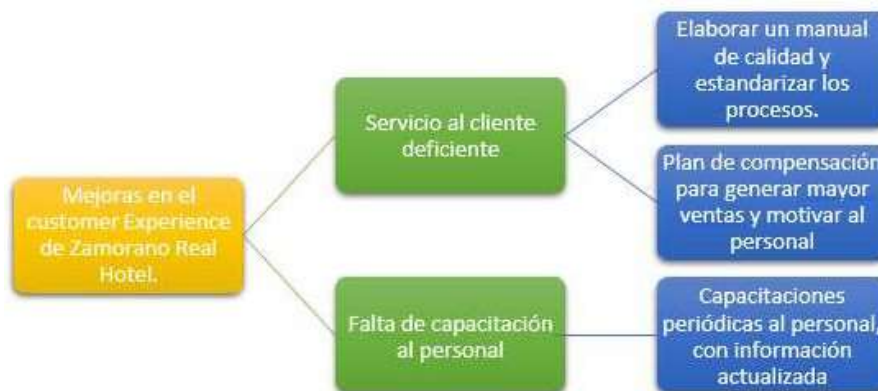 Mejoras en el
customer Experience
de Zamorano Real
Hotel.
Servicio al cliente
deficiente
Falta de capacitación
al personal
Elaborar un manual
de calidad y
estandarizar los
procesos.
Plan de compensación
para generar mayor
ventas y motivar al
personal
Capacitaciones
periódicas al personal,
con información
actualizada